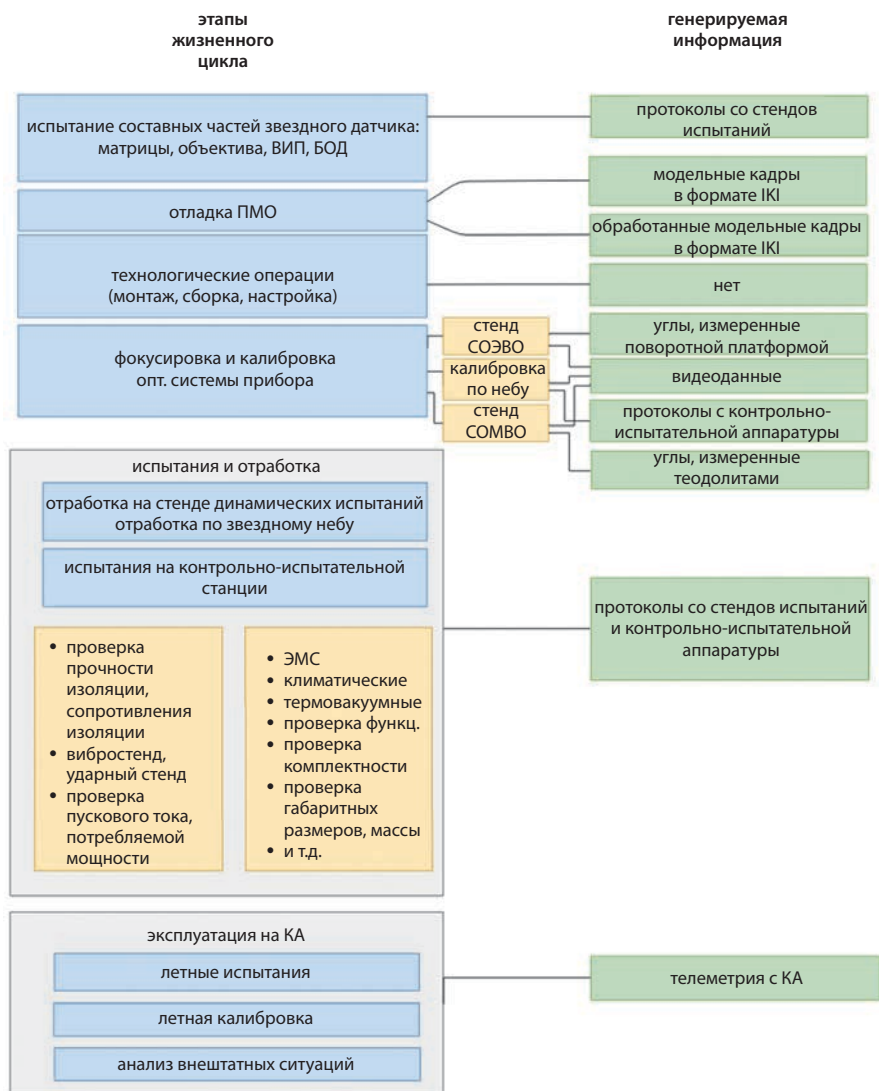 этапы
жизненного
цикла
генерируемая
информация
испытание составных частей звездного датчика:
матрицы, объектива, ВИП, БОД
протоколы со стендов
испытаний
отладка ПМО
модельные кадры
в формате IKI
обработанные модельные кадры
в формате IKI
технологические операции
(монтаж, сборка, настройка)
нет
фокусировка и калибровка
опт. системы прибора
стенд
СОЭВО
калибровка
по небу
стенд
СОМВО
углы, измеренные
поворотной платформой
видеоданные
протоколы с контрольно-
испытательной аппаратуры
углы, измеренные
теодолитами
испытания и отработка
отработка на стенде динамических испытаний
отработка по звездному небу
испытания на контрольно-испытательной
станции
• проверка
прочности
изоляции,
сопротивления
изоляции
• вибростенд,
ударный стенд
• проверка
пускового тока,
потребляемой
мощности
• ЭМС
• климатические
• термовакуумные
• проверка функц.
• проверка
комплектности
• проверка
габаритных
размеров, массы
• и т.д.
протоколы со стендов испытаний
и контрольно-испытательной
аппаратуры
эксплуатация на КА
летные испытания
летная калибровка
анализ внештатных ситуаций
телеметрия с КА